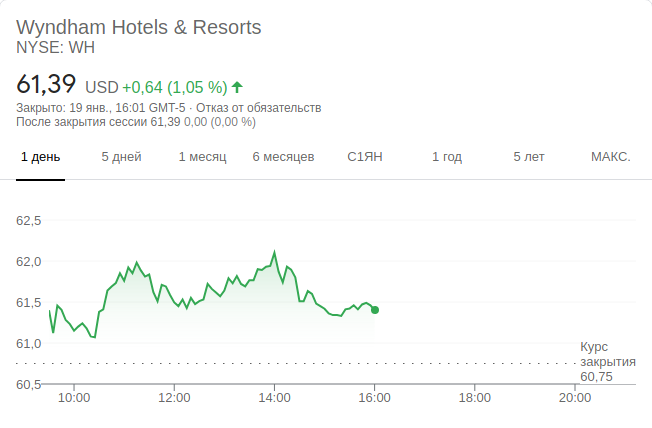 Wyndham Hotels & Resorts
NYSE: WH
61,39 USD +0,64 (1,05 %)
Закрыто: 19 янв., 16:01 GMT-5 · Отказ от обязательств
После закрытия сессии 61,39 0,00 (0,00 %)
1 день 5 дней 1 месяц 6 месяцев С1ЯН 1 год 5 лет МАКС.
62,5
62,0
61,5
61,0
Курс
закрытия
60,75
60,5
10:00 12:00 14:00 16:00 18:00 20:00